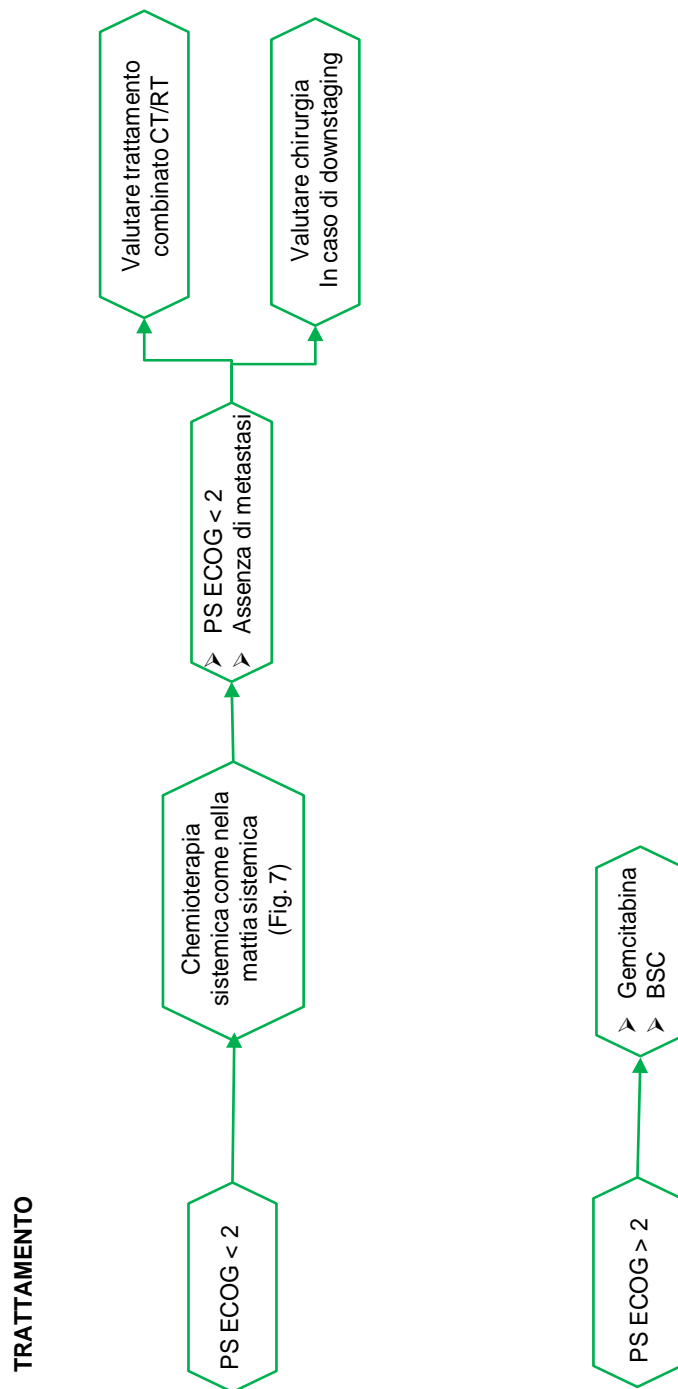 TRATTAMENTO
PS ECOG < 2
Chemioterapia
sistemica come nella
mattia sistemica
(Fig. 7)
➢ PS ECOG < 2
➢ Assenza di metastasi
Valutare trattamento
combinato CT/RT
Valutare chirurgia
In caso di downstaging
PS ECOG > 2
➢ Gemcitabina
➢ BSC